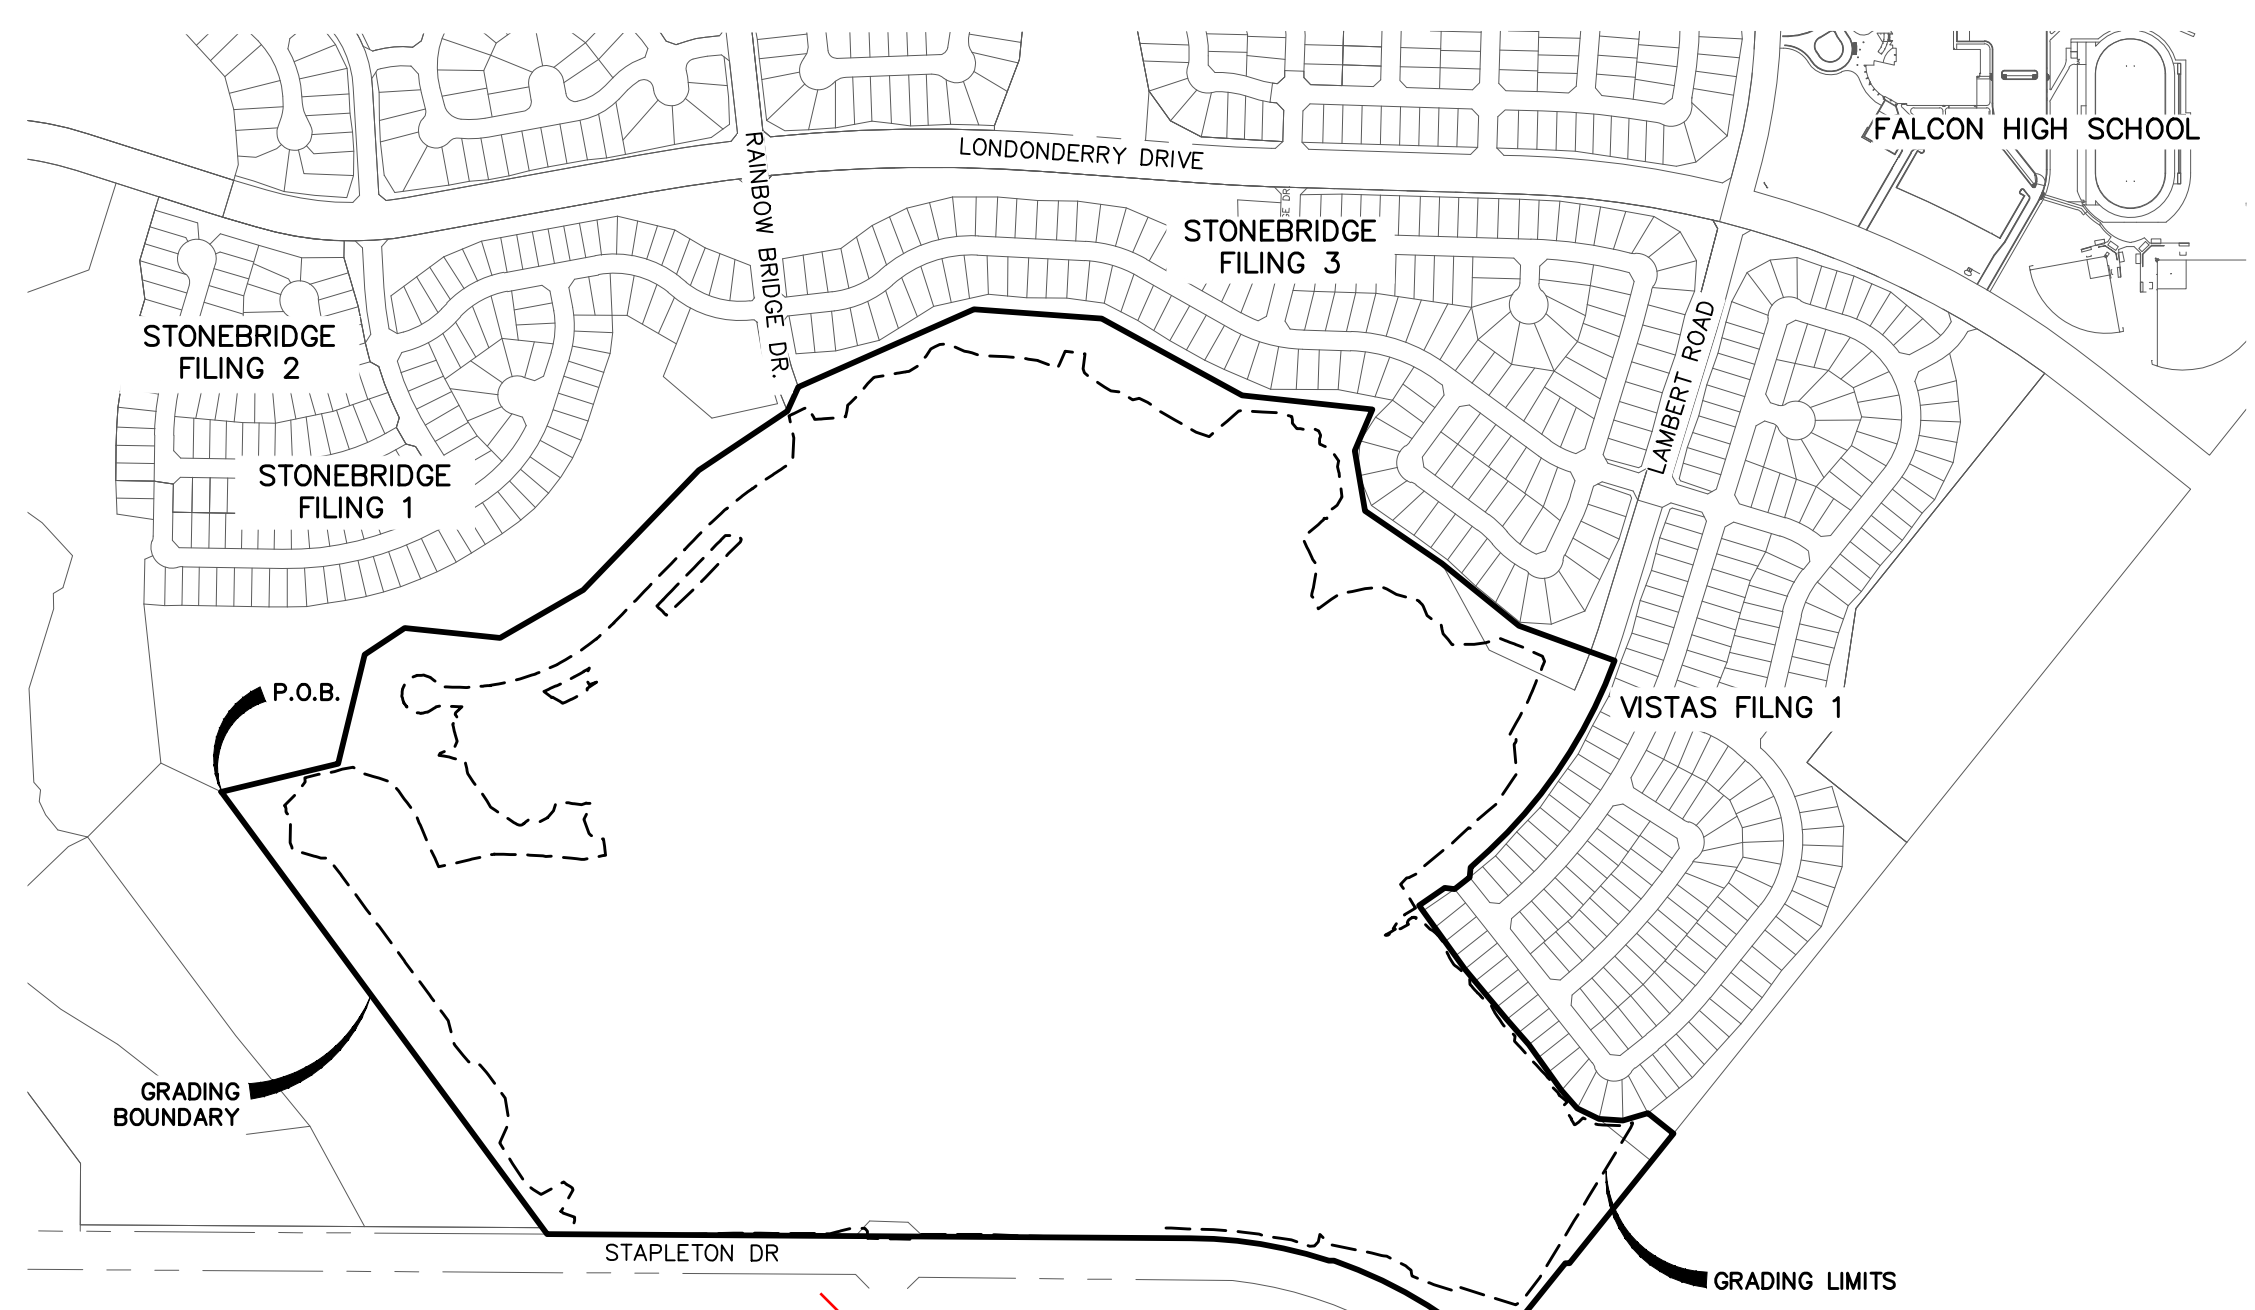 FALCON HIGH SCHOOL
LONDONDERRY DRIVE
RAINBOW BRIDGE DR.
STONEBRIDGE
FILING 3
STONEBRIDGE
FILING 2
LAMBERT ROAD
STONEBRIDGE
FILING 1
P.O.B.
VISTAS FILNG 1
GRADING
BOUNDARY
STAPLETON DR
GRADING LIMITS